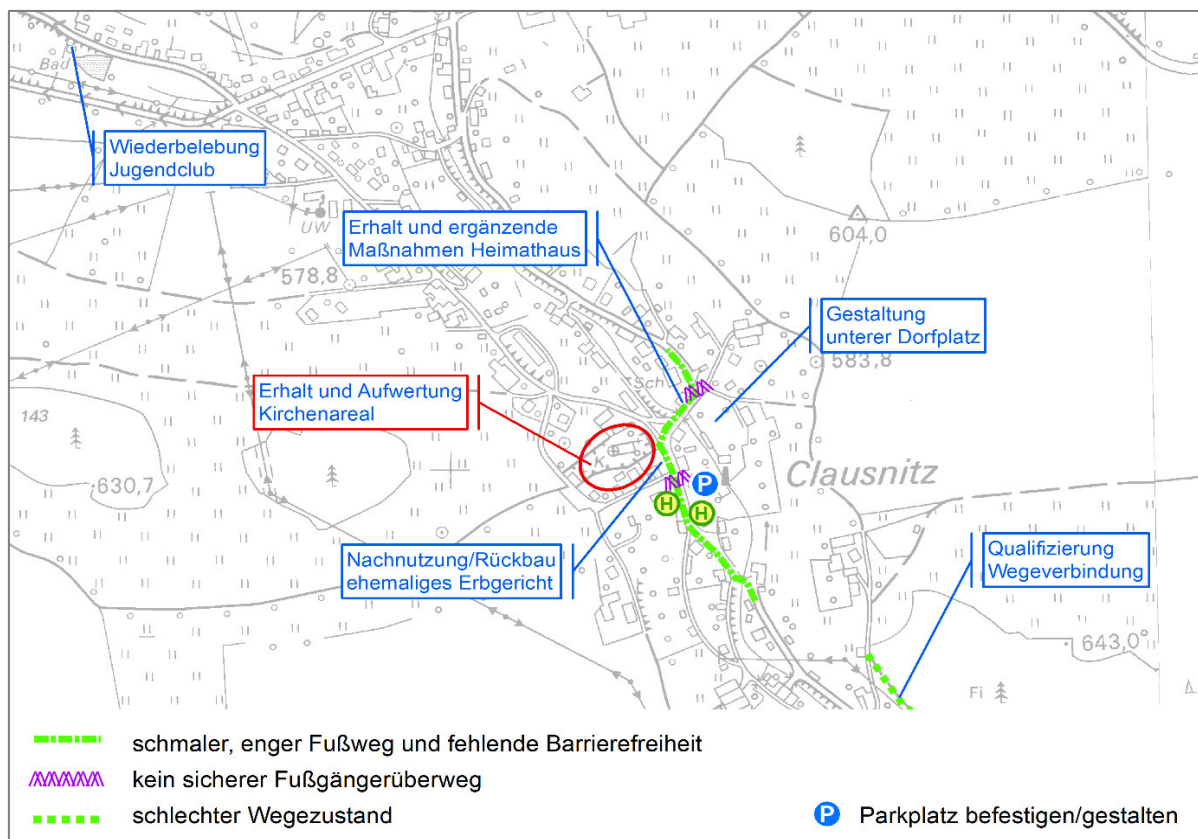 Bad
Wiederbelebung
Jugendclub
UW
578,8
Erhalt und ergänzende
Maßnahmen Heimathaus
604,0
Gestaltung
unterer Dorfplatz
583,8
Sch
Erhalt und Aufwertung
Kirchenareal
143
630,7
K
P
H
H
Clausnitz
Nachnutzung/Rückbau
ehemaliges Erbgericht
Qualifizierung
Wegeverbindung
643,0
Fi
schmaler, enger Fußweg und fehlende Barrierefreiheit
kein sicherer Fußgängerüberweg
schlechter Wegezustand
P Parkplatz befestigen/gestalten